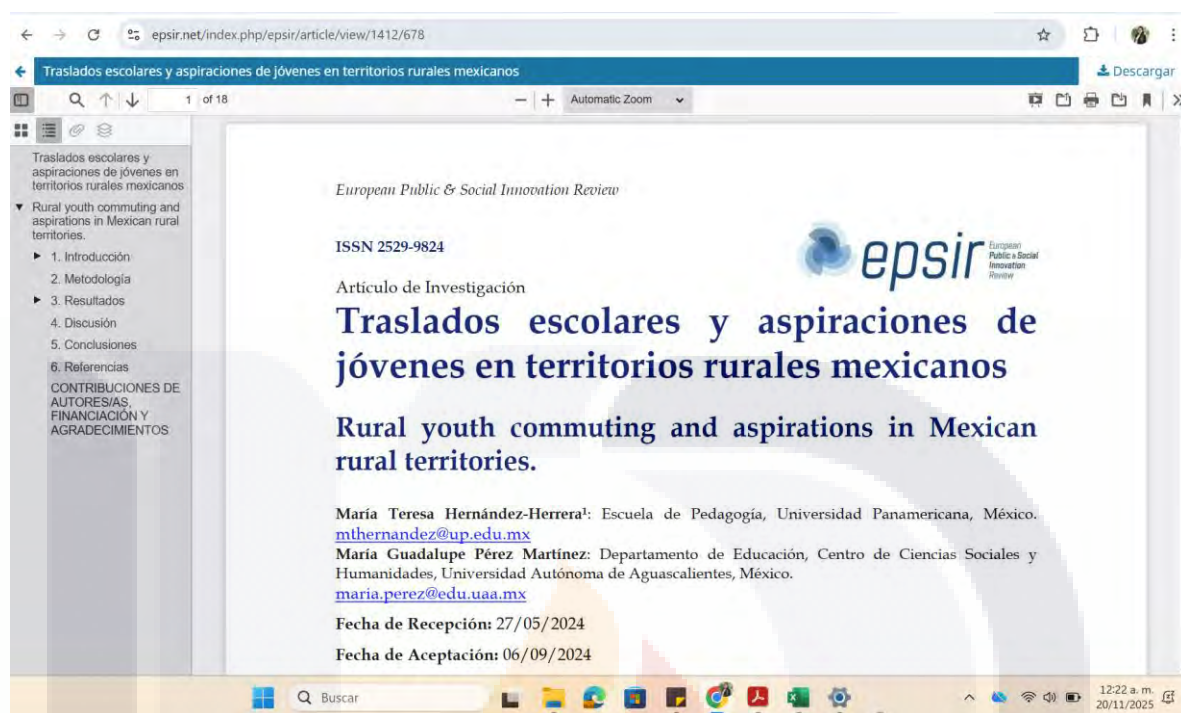 epsir.net/index.php/epsir/article/view/1412/678
Traslados escolares y aspiraciones de jóvenes en territorios rurales mexicanos
Descargar
1 of 18
Automatic Zoom
Traslados escolares y
aspiraciones de jóvenes en
territorios rurales mexicanos
Rural youth commuting and
aspirations in Mexican rural
territories.
1. Introducción
2. Metodología
3. Resultados
4. Discusión
5. Conclusiones
6. Referencias
CONTRIBUCIONES DE
AUTORES/AS,
FINANCIACIÓN Y
AGRADECIMIENTOS
European Public & Social Innovation Review
ISSN 2529-9824
epsir
European
Public & Social
Innovation
Review
Artículo de Investigación
Traslados escolares y aspiraciones de
jóvenes en territorios rurales mexicanos
Rural youth commuting and aspirations in Mexican
rural territories.
María Teresa Hernández-Herrera¹: Escuela de Pedagogía, Universidad Panamericana, México.
mthernandez@up.edu.mx
María Guadalupe Pérez Martínez: Departamento de Educación, Centro de Ciencias Sociales y
Humanidades, Universidad Autónoma de Aguascalientes, México.
maria.perez@edu.uaa.mx
Fecha de Recepción: 27/05/2024
Fecha de Aceptación: 06/09/2024
Buscar
12:22 a. m.
20/11/2025